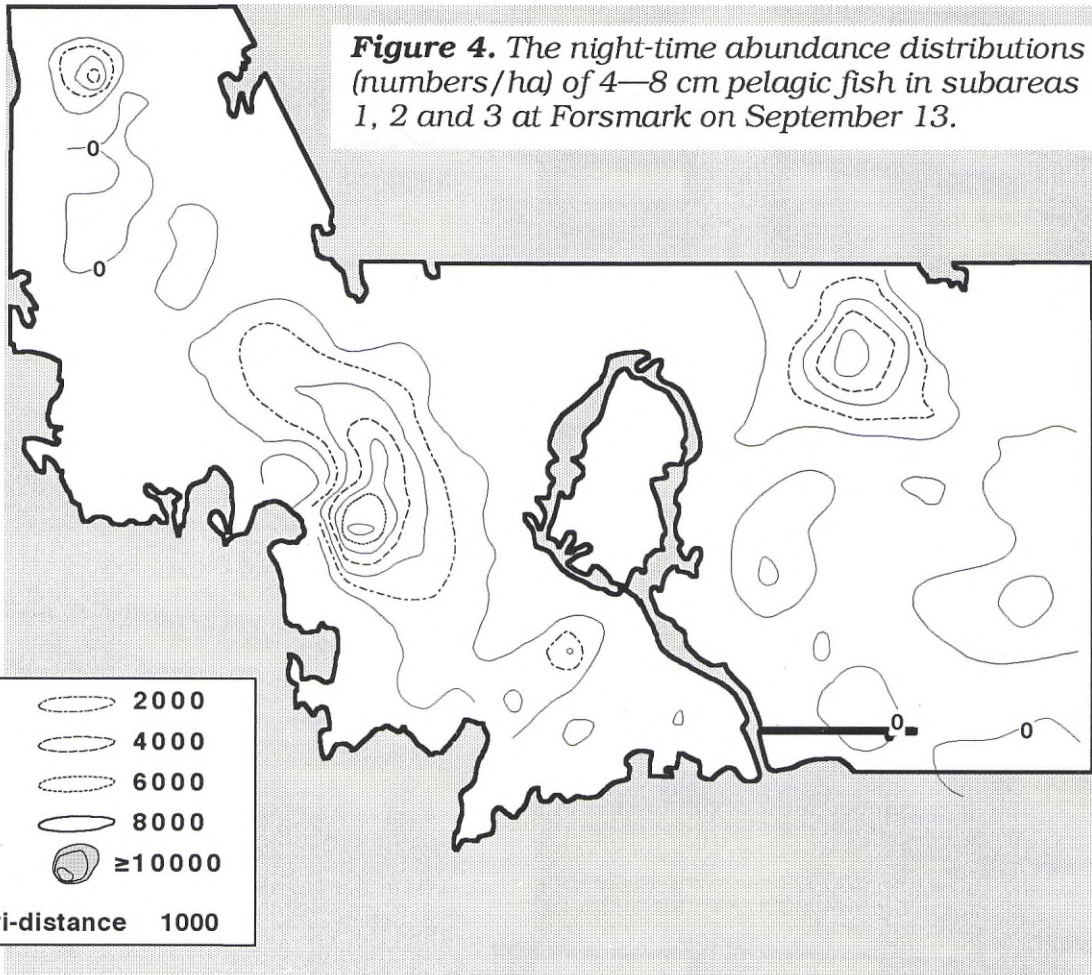 Figure 4. The night-time abundance distributions
(numbers/ha) of 4—8 cm pelagic fish in subareas
1, 2 and 3 at Forsmark on September 13.
0
0
0
0
2000
4000
6000
8000
≥10000
i-distance 1000